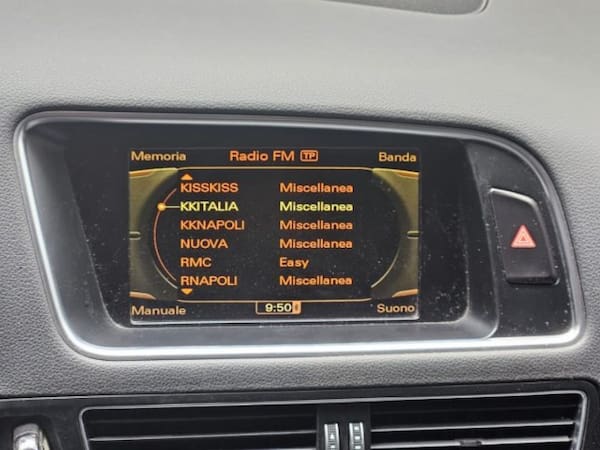 Memoria Radio FM TP Banda
KISSKISS Miscellanea
KKITALIA Miscellanea
KKNAPOLI Miscellanea
NUOVA Miscellanea
RMC Easy
RNAPOLI Miscellanea
Manuale 9:50 Suono